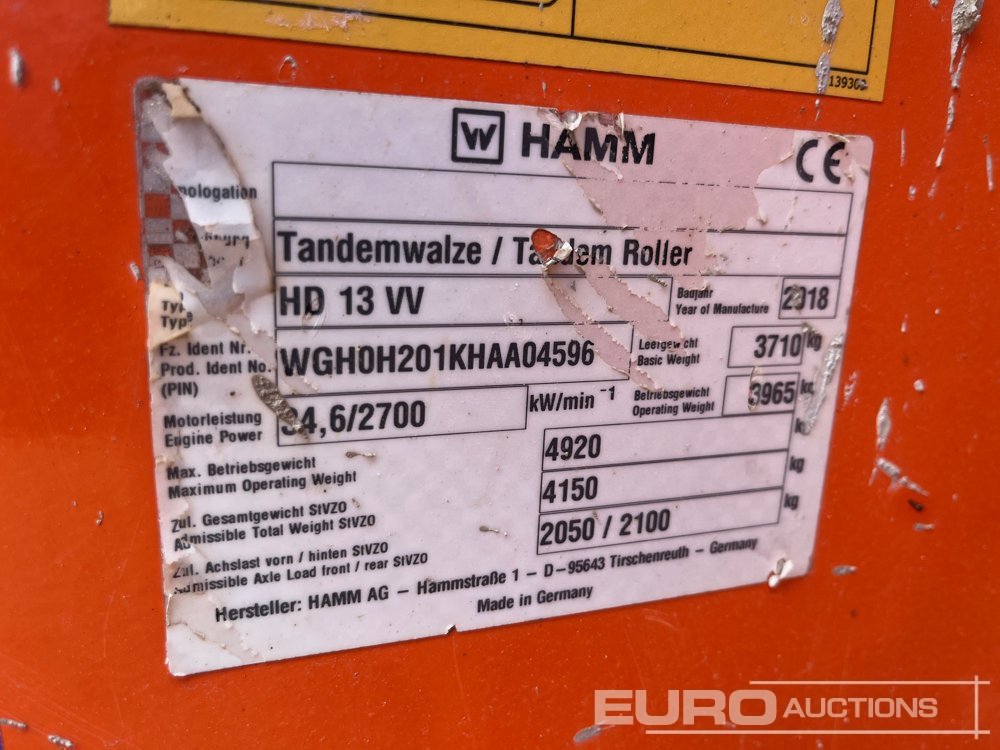 139302
HAMM
CE
Tandemwalze / Tandem Roller
HD 13 VV
Baujahr
Year of Manufacture 2018
Fz. Ident Nr.
Prod. Ident No.
(PIN)
WGH0H201KHAA04596
Leergewicht
Basic Weight
3710 kg
Motorleistung
Engine Power
34,6/2700
kW/min⁻¹
Betriebsgewicht
Operating Weight
3965
Max. Betriebsgewicht
Maximum Operating Weight
4920
Zul. Gesamtgewicht StVZO
Admissible Total Weight StVZO
4150 kg
Zul. Achslast vorn / hinten StVZO
Admissible Axle Load front / rear StVZO
2050 / 2100 kg
Hersteller: HAMM AG – Hammstraße 1 – D–95643 Tirschenreuth – Germany
Made in Germany
EURO AUCTIONS